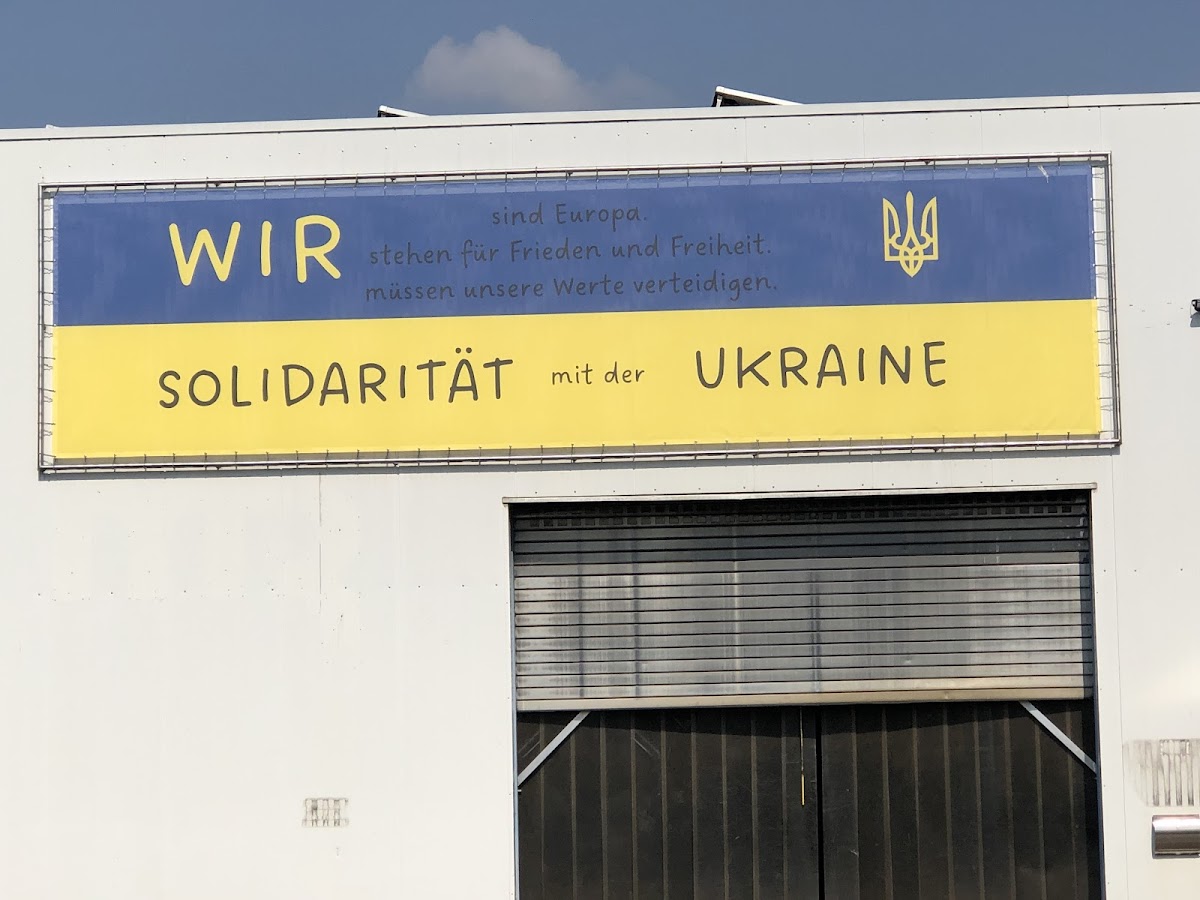 WIR
sind Europa.
stehen für Frieden und Freiheit.
müssen unsere Werte verteidigen.
SOLIDARITÄT mit der UKRAINE